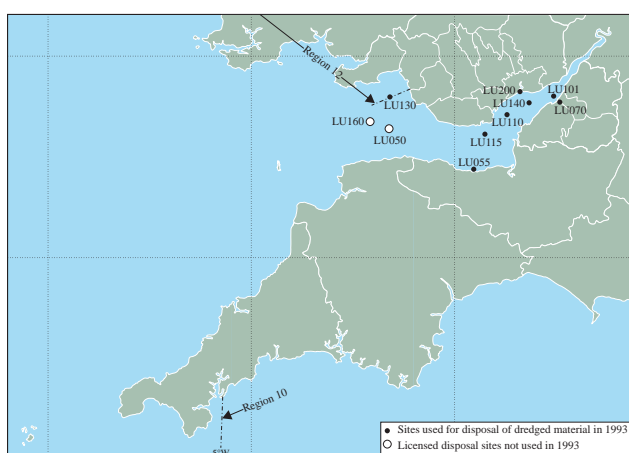 Region 12
LU130
LU160
LU050
LU200
LU140
LU110
LU115
LU055
LU101
LU070
Region 10
5°W
Sites used for disposal of dredged material in 1993
Licensed disposal sites not used in 1993